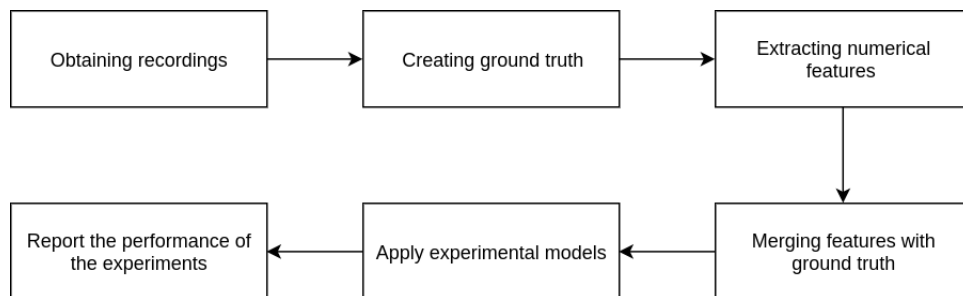 Obtaining recordings
Creating ground truth
Extracting numerical
features
Merging features with
ground truth
Apply experimental models
Report the performance of
the experiments